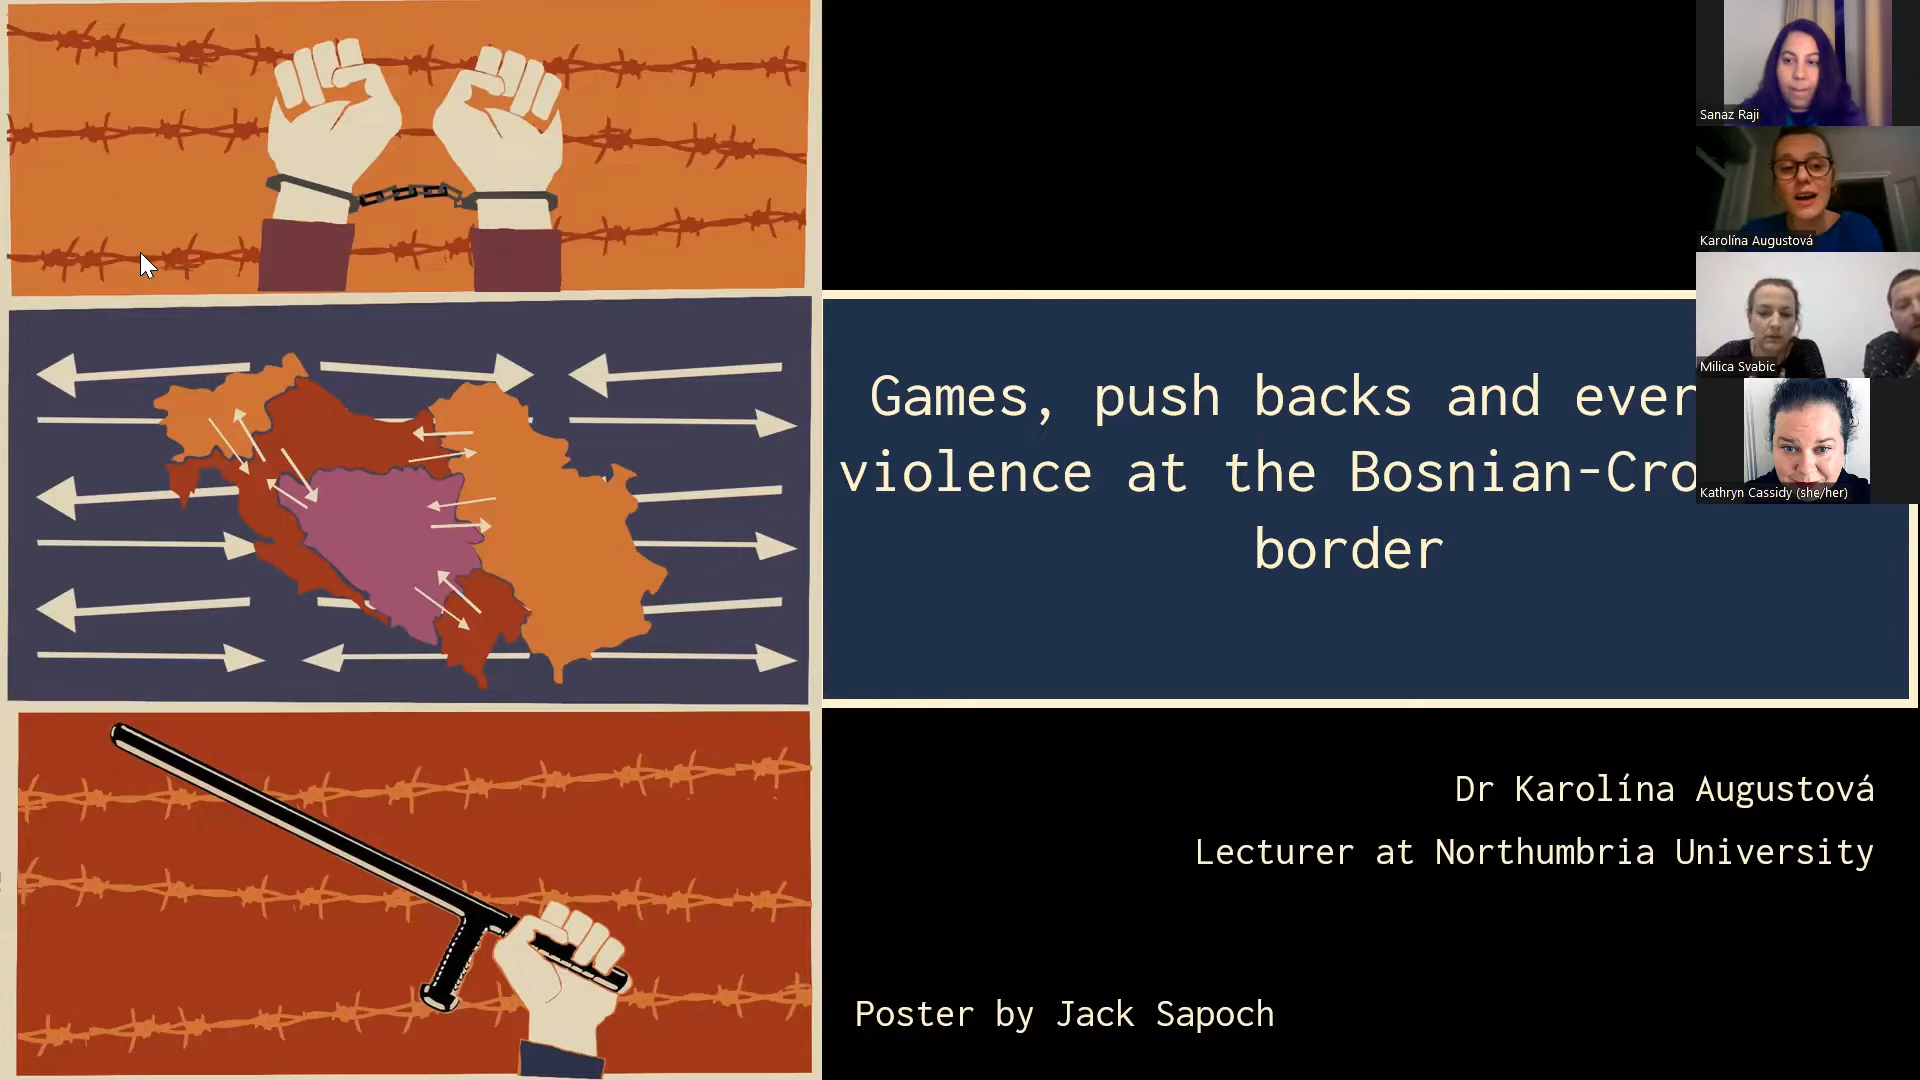 Games, push backs and ever
violence at the Bosnian-Cro
border
Dr Karolína Augustová
Lecturer at Northumbria University
Poster by Jack Sapoch
Sanaz Raji
Karolína Augustová
Milica Svabic
Kathryn Cassidy (she/her)